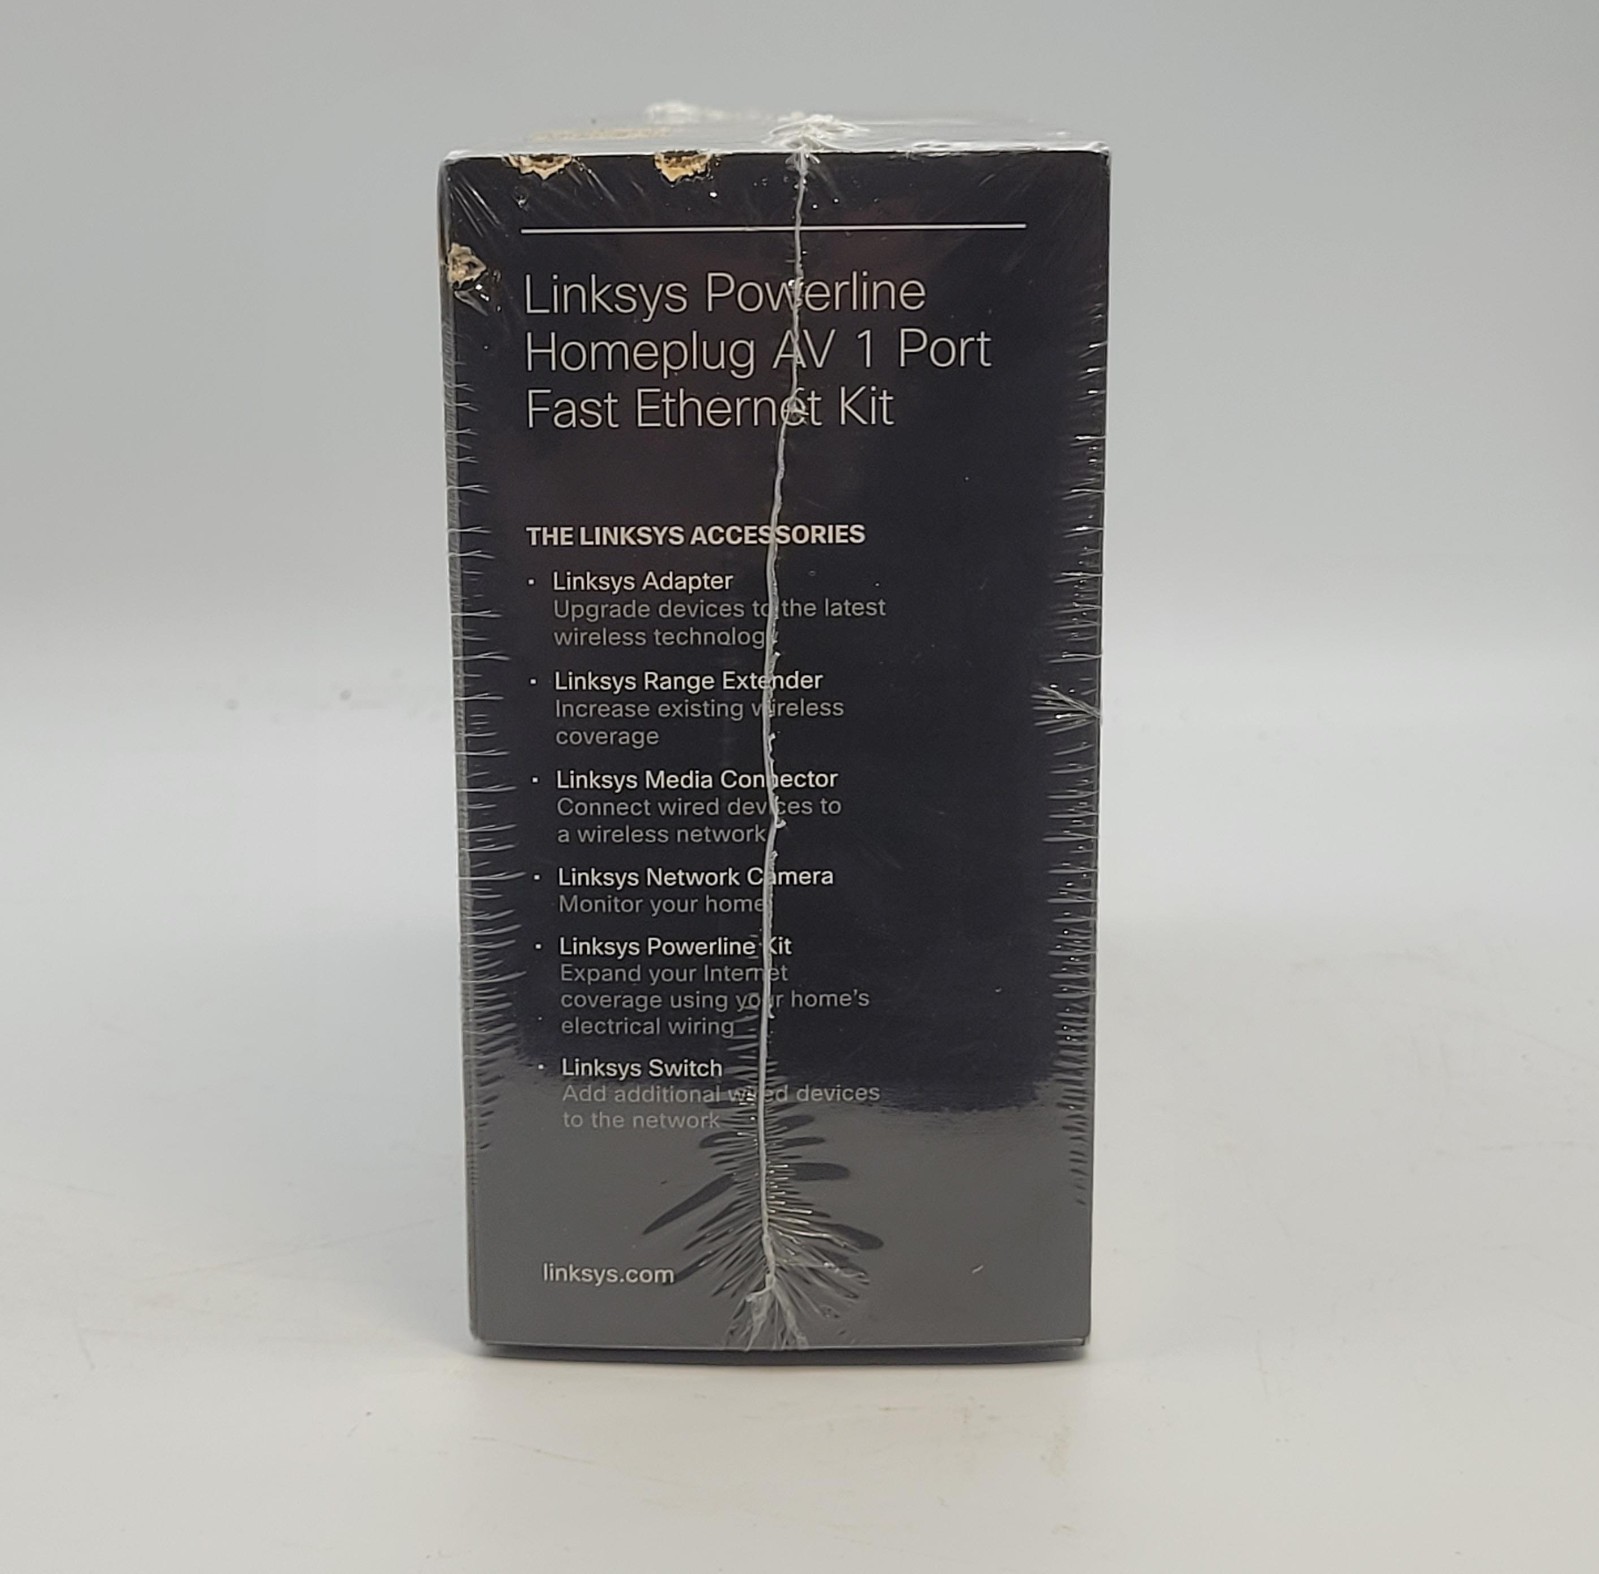 Linksys Powerline
Homeplug AV 1 Port
Fast Ethernet Kit
THE LINKSYS ACCESSORIES
· Linksys Adapter
Upgrade devices to the latest
wireless technology
· Linksys Range Extender
Increase existing wireless
coverage
· Linksys Media Connector
Connect wired devices to
a wireless network
· Linksys Network Camera
Monitor your home
· Linksys Powerline Kit
Expand your Internet
coverage using your home's
electrical wiring
· Linksys Switch
Add additional wired devices
to the network
linksys.com